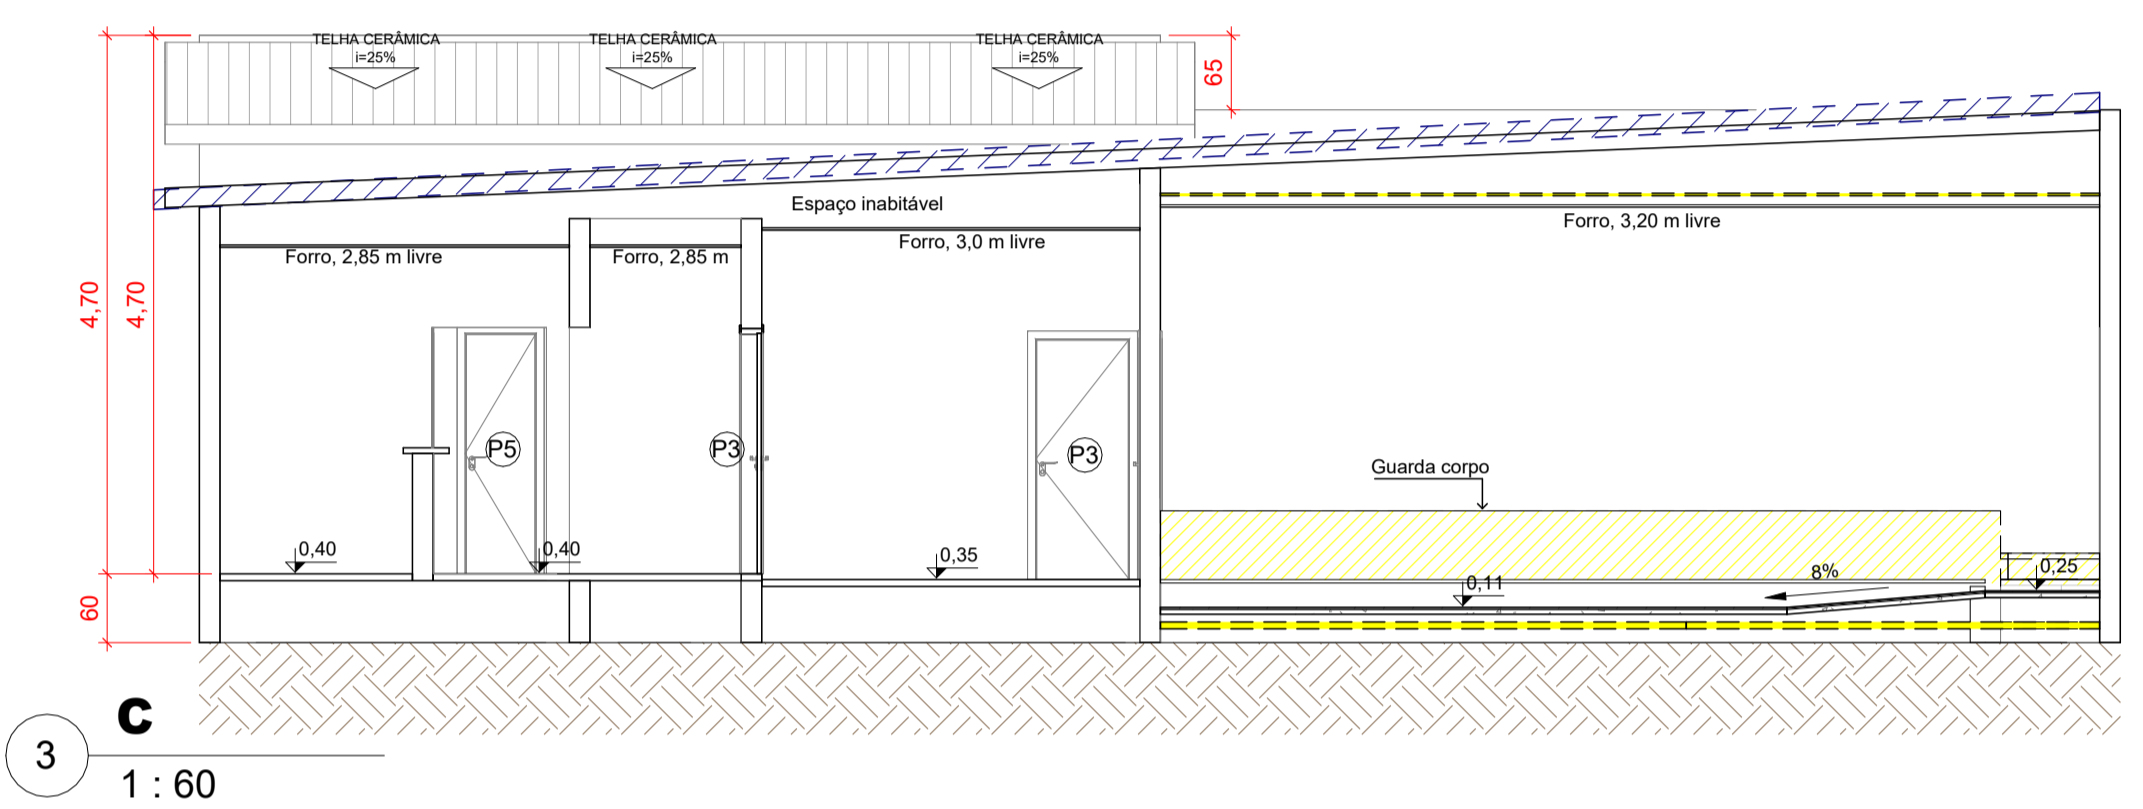 TELHA CERÂMICA
i=25%
TELHA CERÂMICA
i=25%
TELHA CERÂMICA
i=25%
65
4,70
4,70
60
Espaço inabitável
Forro, 2,85 m livre
Forro, 2,85 m
Forro, 3,0 m livre
Forro, 3,20 m livre
P5
P3
P3
Guarda corpo
0,40
0,40
0,35
0,11
8%
0,25
3
C
1 : 60